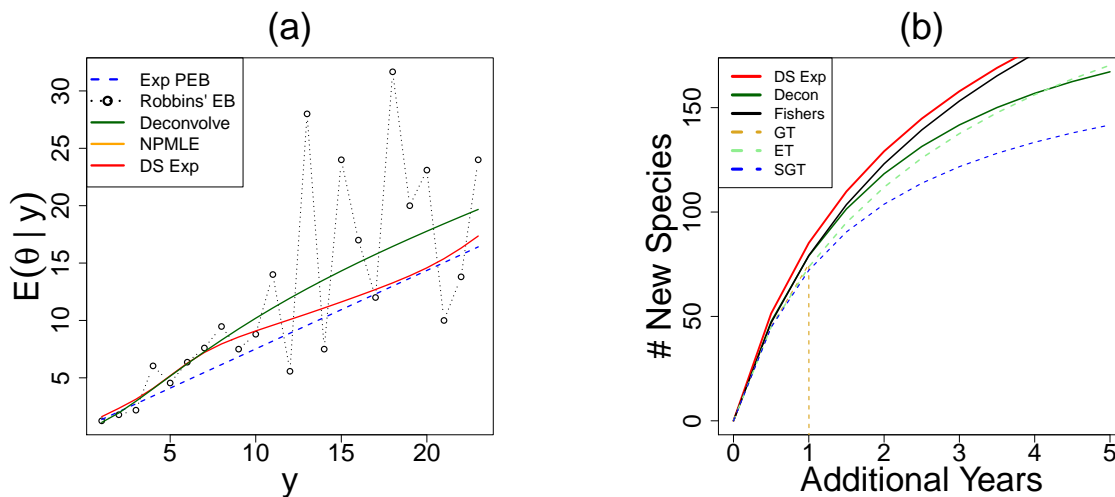 (a)
E(θ | y)
5 10 15 20 25 30
Exp PEB
Robbins' EB
Deconvolve
NPMLE
DS Exp
5 10 15 20
y
(b)
# New Species
0 50 100 150
DS Exp
Decon
Fishers
GT
ET
SGT
0 1 2 3 4 5
Additional Years